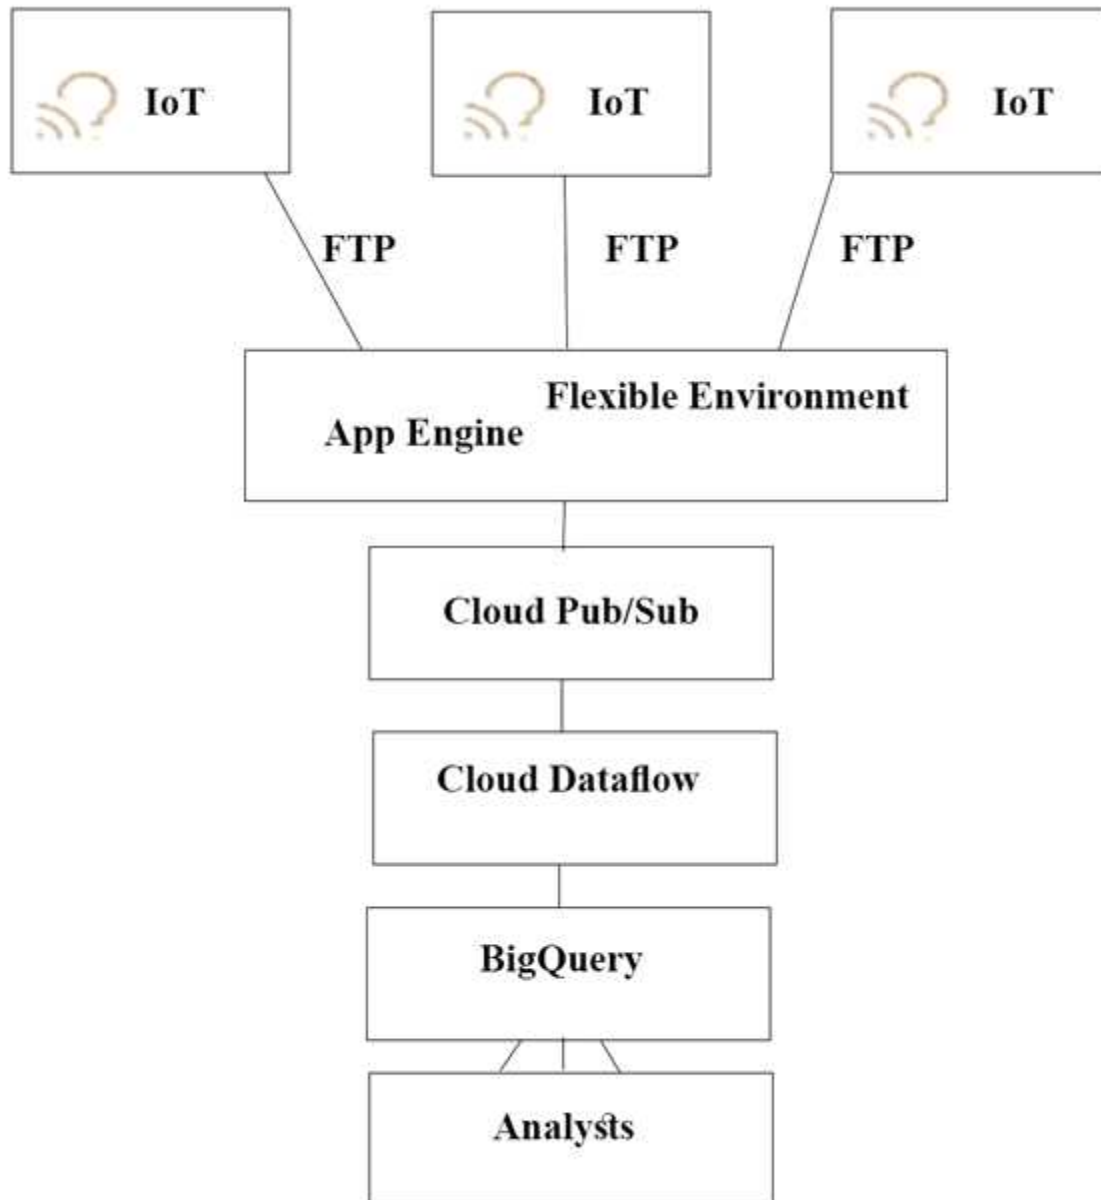 IoT
IoT
IoT
FTP
FTP
FTP
Flexible Environment
App Engine
Cloud Pub/Sub
Cloud Dataflow
BigQuery
Analysts